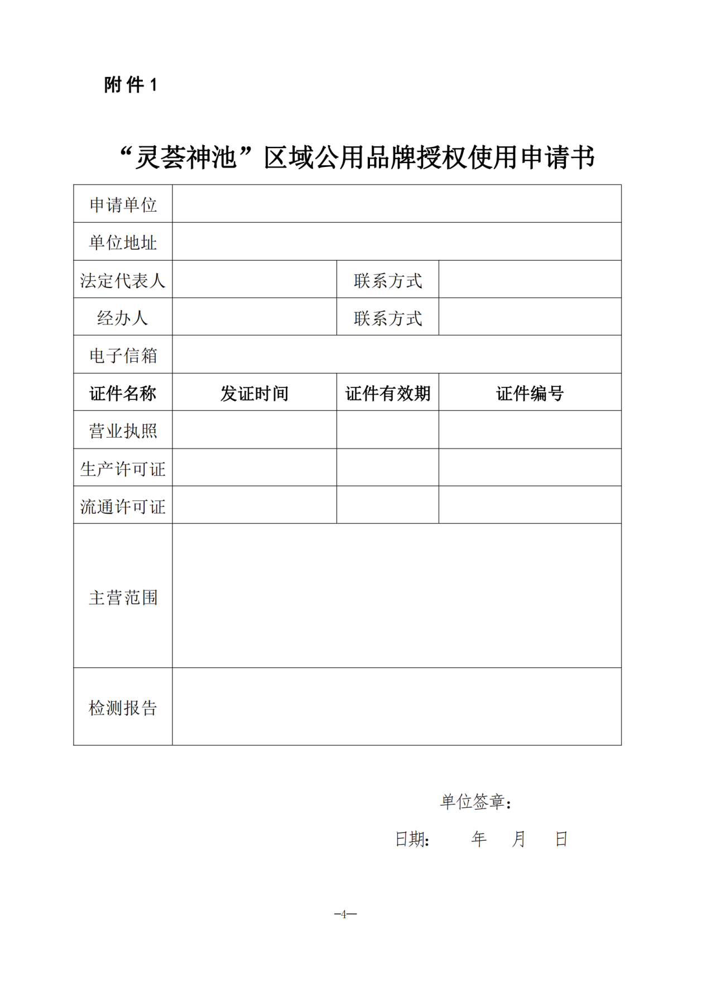 附件1
“灵荟神池”区域公用品牌授权使用申请书
申请单位
单位地址
法定代表人 联系方式
经办人 联系方式
电子信箱
证件名称 发证时间 证件有效期 证件编号
营业执照
生产许可证
流通许可证
主营范围
检测报告
单位签章：
日期： 年 月 日
—4—